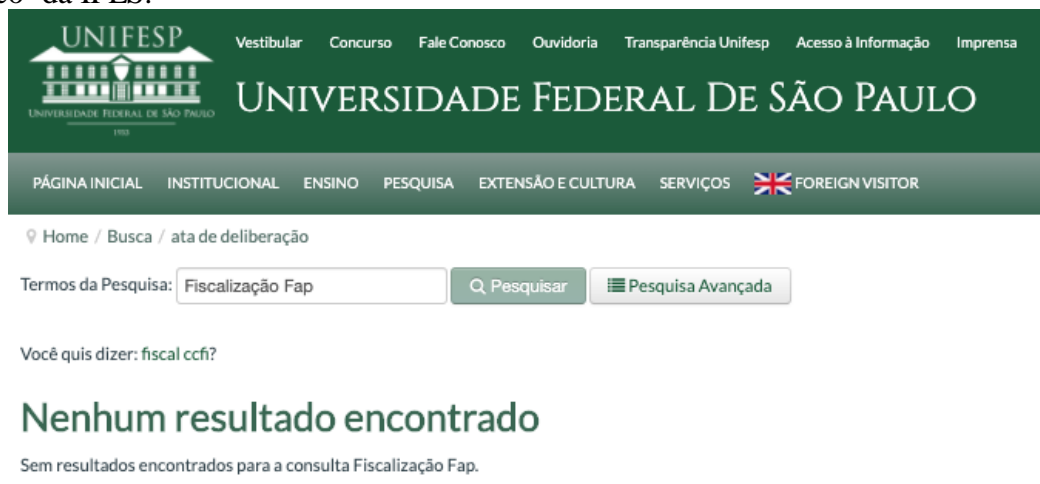 da IFES.
UNIFESP
UNIVERSIDADE FEDERAL DE SÃO PAULO
1933
Vestibular Concurso Fale Conosco Ouvidoria Transparência Unifesp Acesso à Informação Imprensa
UNIVERSIDADE FEDERAL DE SÃO PAULO
PÁGINA INICIAL INSTITUCIONAL ENSINO PESQUISA EXTENSÃO E CULTURA SERVIÇOS FOREIGN VISITOR
Home / Busca / ata de deliberação
Termos da Pesquisa: Fiscalização Fap Pesquisar Pesquisa Avançada
Você quis dizer: fiscal ccfi?
Nenhum resultado encontrado
Sem resultados encontrados para a consulta Fiscalização Fap.